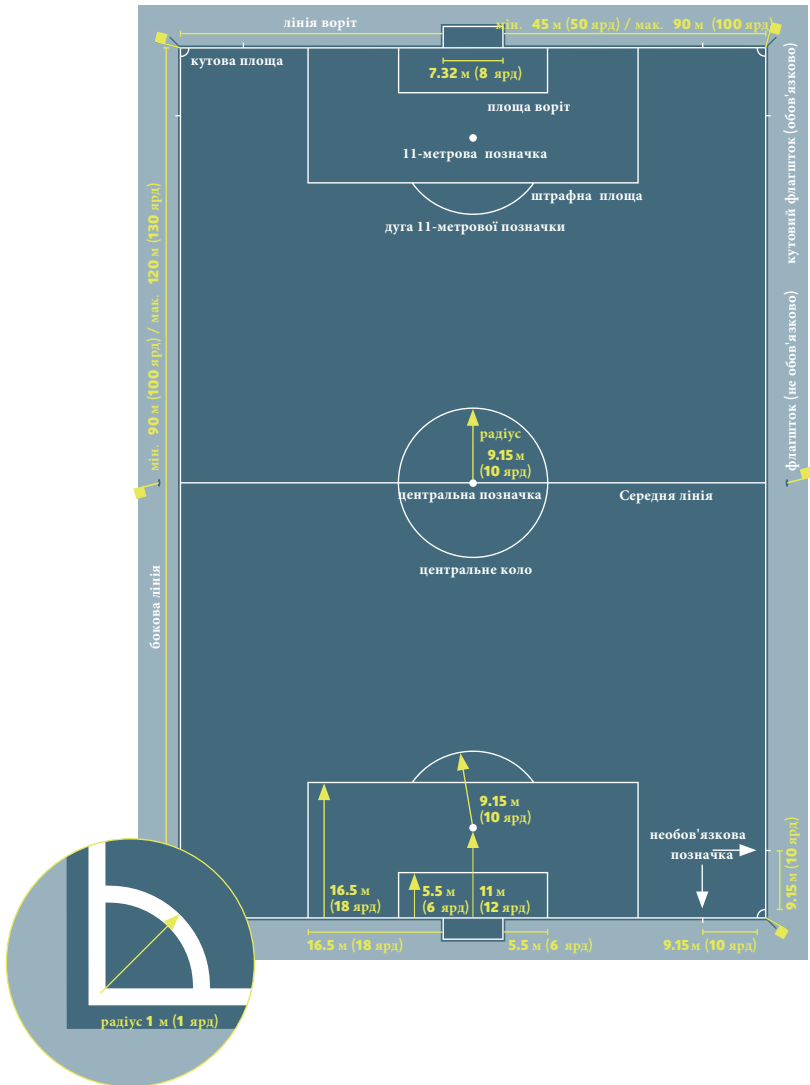 лінія воріт
мін. 45 м (50 ярд) / мак. 90 м (100 ярд)
кутова площа
7.32 м (8 ярд)
площа воріт
11-метрова позначка
штрафна площа
дуга 11-метрової позначки
кутовий флагшток (обов'язково)
мін. 90 м (100 ярд) / мак. 120 м (130 ярд)
флагшток (не обов'язково)
радіус
9.15 м
(10 ярд)
центральна позначка
Середня лінія
центральне коло
бокова лінія
9.15 м
(10 ярд)
необов'язкова
позначка
9.15 м (10 ярд)
16.5 м
(18 ярд)
5.5 м
(6 ярд)
11 м
(12 ярд)
16.5 м (18 ярд)
5.5 м (6 ярд)
9.15 м (10 ярд)
радіус 1 м (1 ярд)